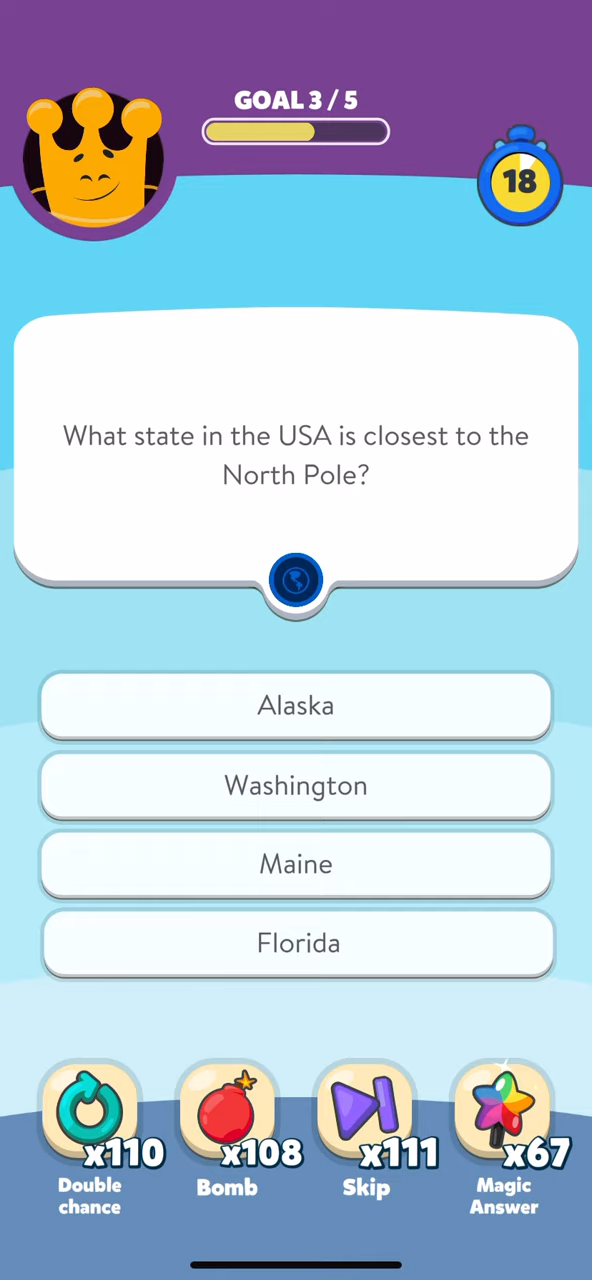 GOAL 3 / 5
18
What state in the USA is closest to the
North Pole?
Alaska
Washington
Maine
Florida
x110
x108
x111
x67
Double
chance
Bomb
Skip
Magic
Answer